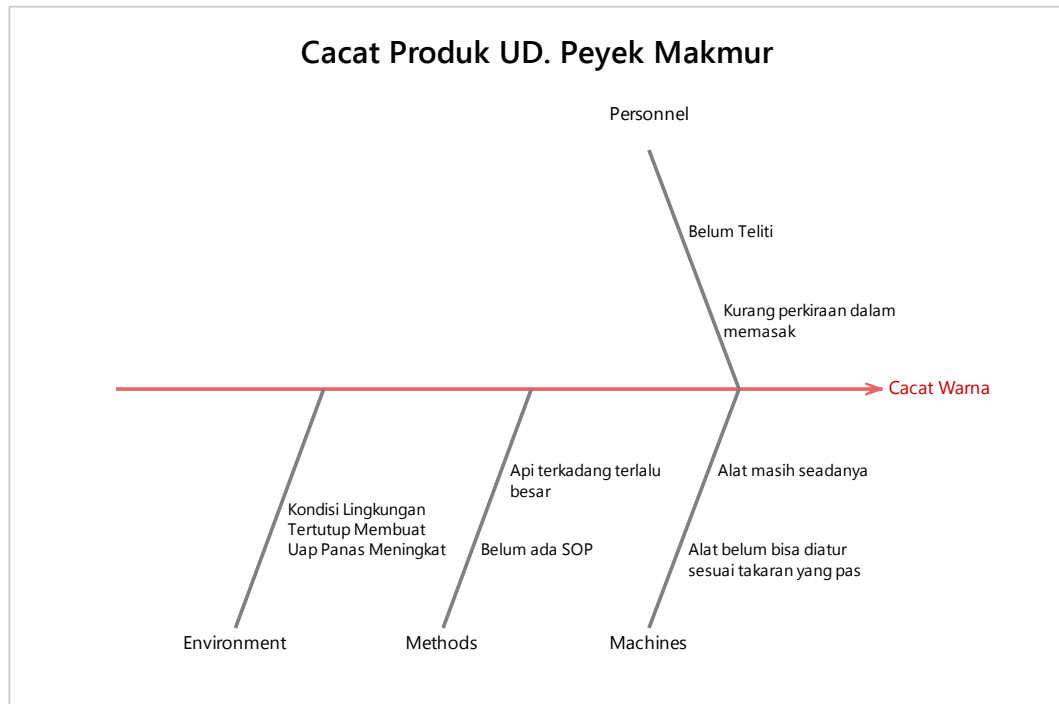 Cacat Produk UD. Peyek Makmur
Personnel
Belum Teliti
Kurang perkiraan dalam
memasak
Cacat Warna
Api terkadang terlalu
besar
Alat masih seadanya
Kondisi Lingkungan
Tertutup Membuat
Uap Panas Meningkat
Belum ada SOP
Alat belum bisa diatur
sesuai takaran yang pas
Environment
Methods
Machines